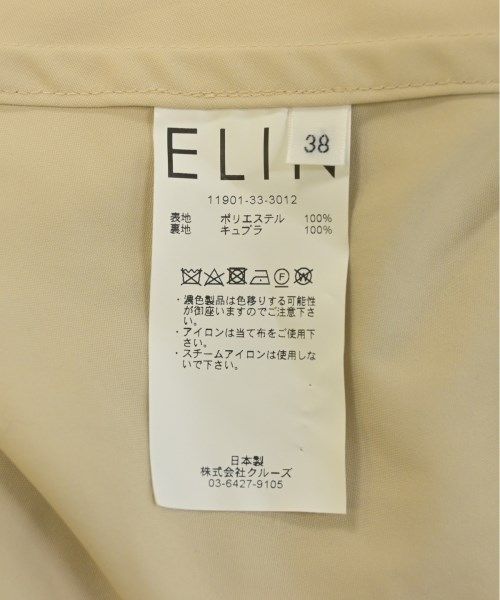 ELIN
38
11901-33-3012
表地 ポリエステル 100%
裏地 キュプラ 100%
・濃色製品は色移りする可能性
が御座いますのでご注意下さ
い。
・アイロンは当て布をご使用下
さい。
・スチームアイロンは使用しな
いで下さい。
日本製
株式会社クルーズ
03-6427-9105